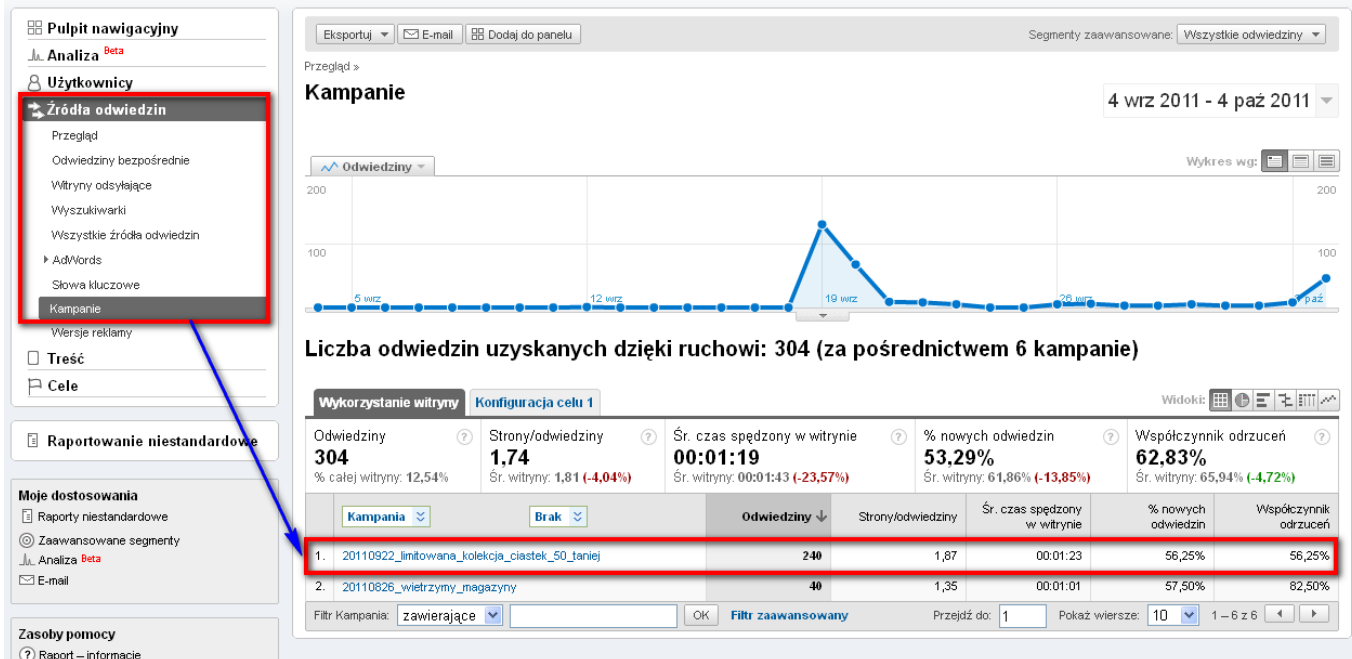 Pulpit nawigacyjny
Analiza Beta
Użytkownicy
Źródła odwiedzin
Przegląd
Odwiedziny bezpośrednie
Witryny odsyłające
Wyszukiwarki
Wszystkie źródła odwiedzin
AdWords
Słowa kluczowe
Kampanie
Wersje reklamy
Treść
Cele
Raportowanie niestandardowe
Moje dostosowania
Raporty niestandardowe
Zaawansowane segmenty
Analiza Beta
E-mail
Zasoby pomocy
Raport – informacje
Eksportuj E-mail Dodaj do panelu Segmenty zaawansowane: Wszystkie odwiedziny
Przegląd »
Kampanie
4 wrz 2011 - 4 paź 2011
Odwiedziny Wykres wg:
200 200
100 100
5 wrz 12 wrz 19 wrz 26 wrz paź
Liczba odwiedzin uzyskanych dzięki ruchowi: 304 (za pośrednictwem 6 kampanie)
Wykorzystanie witryny Konfiguracja celu 1 Widoki:
Odwiedziny ? Strony/odwiedziny ? Śr. czas spędzony w witrynie ? % nowych odwiedzin ? Współczynnik odrzuceń ?
304 1,74 00:01:19 53,29% 62,83%
% całej witryny: 12,54% Śr. witryny: 1,81 (-4,04%) Śr. witryny: 00:01:43 (-23,57%) Śr. witryny: 61,86% (-13,85%) Śr. witryny: 65,94% (-4,72%)
Kampania Brak Odwiedziny Strony/odwiedziny Śr. czas spędzony w witrynie % nowych odwiedzin Współczynnik odrzuceń
1. 20110922_limitowana_kolekcja_ciastek_50_taniej 240 1,87 00:01:23 56,25% 56,25%
2. 20110826_wietrzymy_magazyny 40 1,35 00:01:01 57,50% 82,50%
Filtr Kampania: zawierające OK Filtr zaawansowany Przejdź do: 1 Pokaż wiersze: 10 1 – 6 z 6